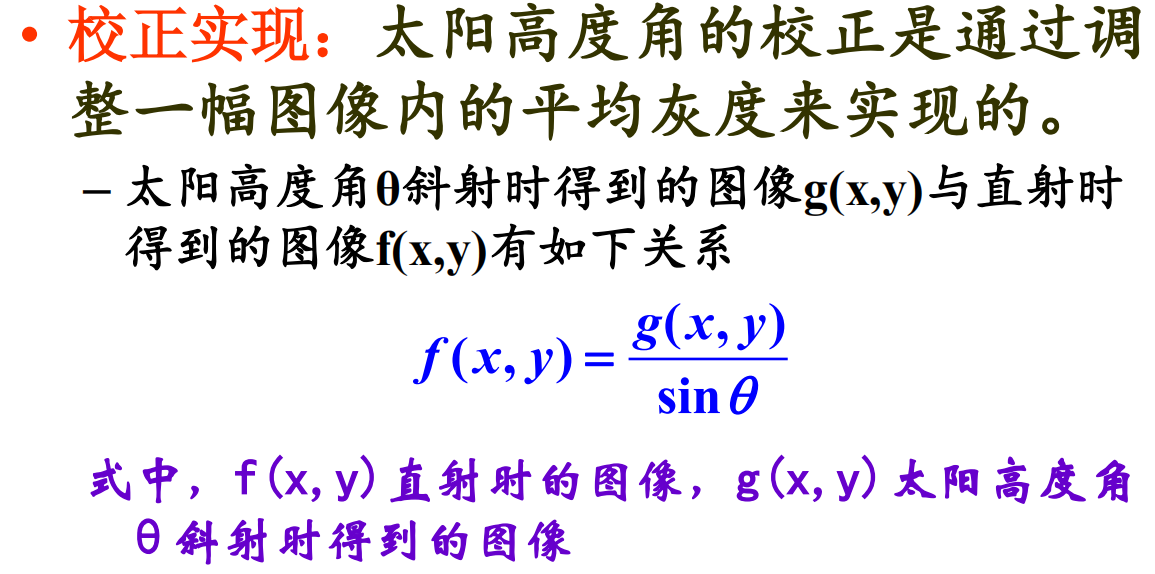 • 校正实现：太阳高度角的校正是通过调
整一幅图像内的平均灰度来实现的。
– 太阳高度角θ斜射时得到的图像g(x,y)与直射时
得到的图像f(x,y)有如下关系
f(x,y)=g(x,y)/sinθ
式中，f(x,y)直射时的图像，g(x,y)太阳高度角
θ斜射时得到的图像